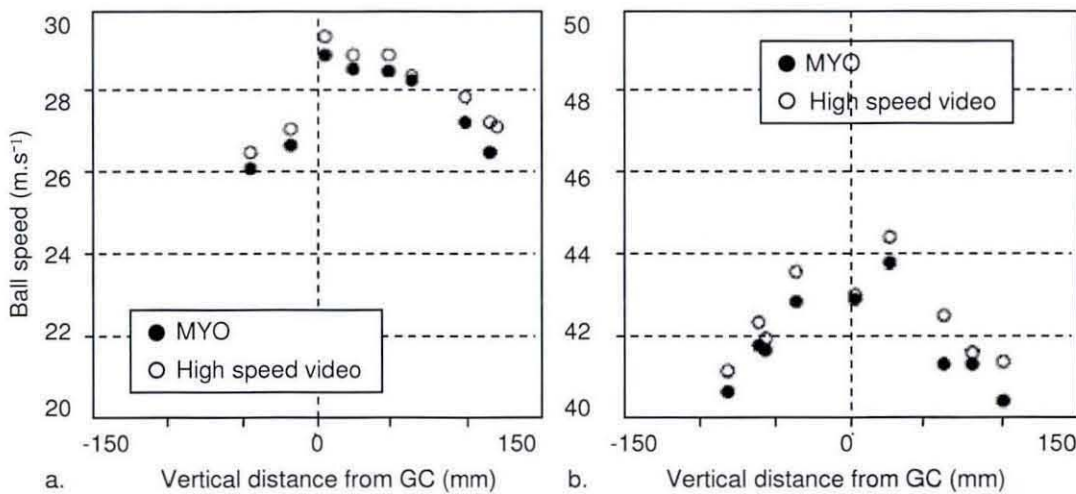 30
28
26
24
22
20
Ball speed (m.s⁻¹)
MYO
High speed video
-150
0
150
a.
Vertical distance from GC (mm)
50
48
46
44
42
40
MYO
High speed video
-150
0
150
b.
Vertical distance from GC (mm)